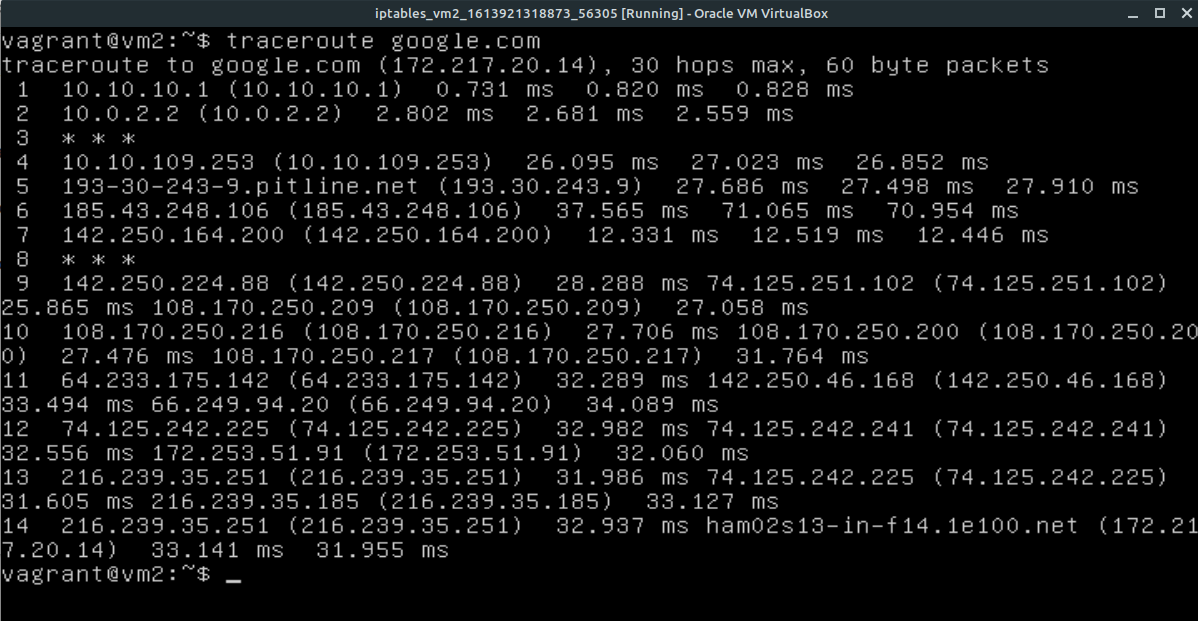 iptables_vm2_1613921318873_56305 [Running] - Oracle VM VirtualBox
vagrant@vm2:~$ traceroute google.com
traceroute to google.com (172.217.20.14), 30 hops max, 60 byte packets
 1  10.10.10.1 (10.10.10.1)  0.731 ms  0.820 ms  0.828 ms
 2  10.0.2.2 (10.0.2.2)  2.802 ms  2.681 ms  2.559 ms
 3  * * *
 4  10.10.109.253 (10.10.109.253)  26.095 ms  27.023 ms  26.852 ms
 5  193-30-243-9.pitline.net (193.30.243.9)  27.686 ms  27.498 ms  27.910 ms
 6  185.43.248.106 (185.43.248.106)  37.565 ms  71.065 ms  70.954 ms
 7  142.250.164.200 (142.250.164.200)  12.331 ms  12.519 ms  12.446 ms
 8  * * *
 9  142.250.224.88 (142.250.224.88)  28.288 ms 74.125.251.102 (74.125.251.102)
25.865 ms 108.170.250.209 (108.170.250.209)  27.058 ms
10  108.170.250.216 (108.170.250.216)  27.706 ms 108.170.250.200 (108.170.250.20
0)  27.476 ms 108.170.250.217 (108.170.250.217)  31.764 ms
11  64.233.175.142 (64.233.175.142)  32.289 ms 142.250.46.168 (142.250.46.168)
33.494 ms 66.249.94.20 (66.249.94.20)  34.089 ms
12  74.125.242.225 (74.125.242.225)  32.982 ms 74.125.242.241 (74.125.242.241)
32.556 ms 172.253.51.91 (172.253.51.91)  32.060 ms
13  216.239.35.251 (216.239.35.251)  31.986 ms 74.125.242.225 (74.125.242.225)
31.605 ms 216.239.35.185 (216.239.35.185)  33.127 ms
14  216.239.35.251 (216.239.35.251)  32.937 ms ham02s13-in-f14.1e100.net (172.21
7.20.14)  33.141 ms  31.955 ms
vagrant@vm2:~$ _